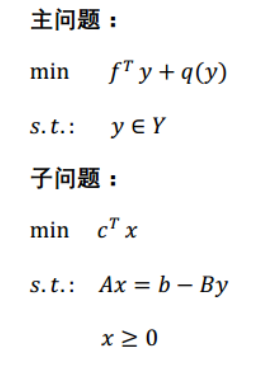 主问题：
min f^T y + q(y)
s.t.: y ∈ Y
子问题：
min c^T x
s.t.: Ax = b − By
x ≥ 0